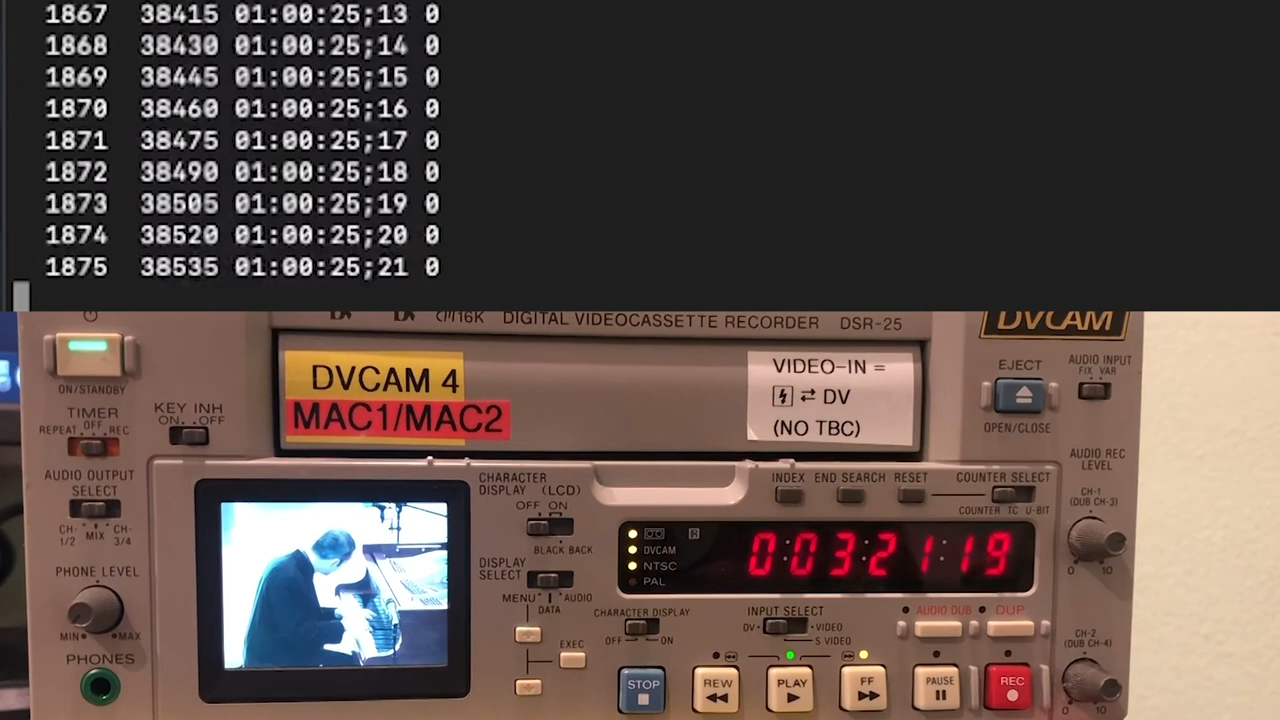 1867 38415 01:00:25;13 0
1868 38430 01:00:25;14 0
1869 38445 01:00:25;15 0
1870 38460 01:00:25;16 0
1871 38475 01:00:25;17 0
1872 38490 01:00:25;18 0
1873 38505 01:00:25;19 0
1874 38520 01:00:25;20 0
1875 38535 01:00:25;21 0
DIGITAL VIDEOCASSETTE RECORDER DSR-25
DVCAM
ON/STANDBY
TIMER
OFF
REPEAT REC
KEY INH
ON OFF
DVCAM 4
MAC1/MAC2
VIDEO-IN =
⇄ DV
(NO TBC)
EJECT
OPEN/CLOSE
AUDIO INPUT
FIX VAR
AUDIO OUTPUT
SELECT
CH-1/2 MIX CH-3/4
PHONE LEVEL
MIN MAX
PHONES
CHARACTER
DISPLAY (LCD)
OFF ON
BLACK BACK
DISPLAY
SELECT
MENU DATA AUDIO
EXEC
INDEX END SEARCH RESET COUNTER SELECT
COUNTER TC U-BIT
DVCAM
NTSC
PAL
0:03:21:19
CHARACTER DISPLAY
OFF ON
INPUT SELECT
DV VIDEO
S VIDEO
AUDIO DUB DUP
STOP REW PLAY FF PAUSE REC
AUDIO REC
LEVEL
CH-1
(DUB CH-3)
0 10
CH-2
(DUB CH-4)
0 10